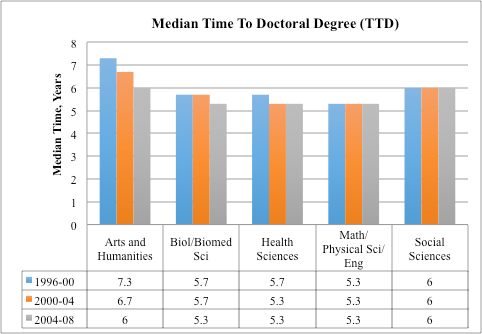 Median Time To Doctoral Degree (TTD)
Median Time, Years
8
7
6
5
4
3
2
1
0
Arts and Humanities Biol/Biomed Sci Health Sciences Math/ Physical Sci/ Eng Social Sciences
1996-00 7.3 5.7 5.7 5.3 6
2000-04 6.7 5.7 5.3 5.3 6
2004-08 6 5.3 5.3 5.3 6